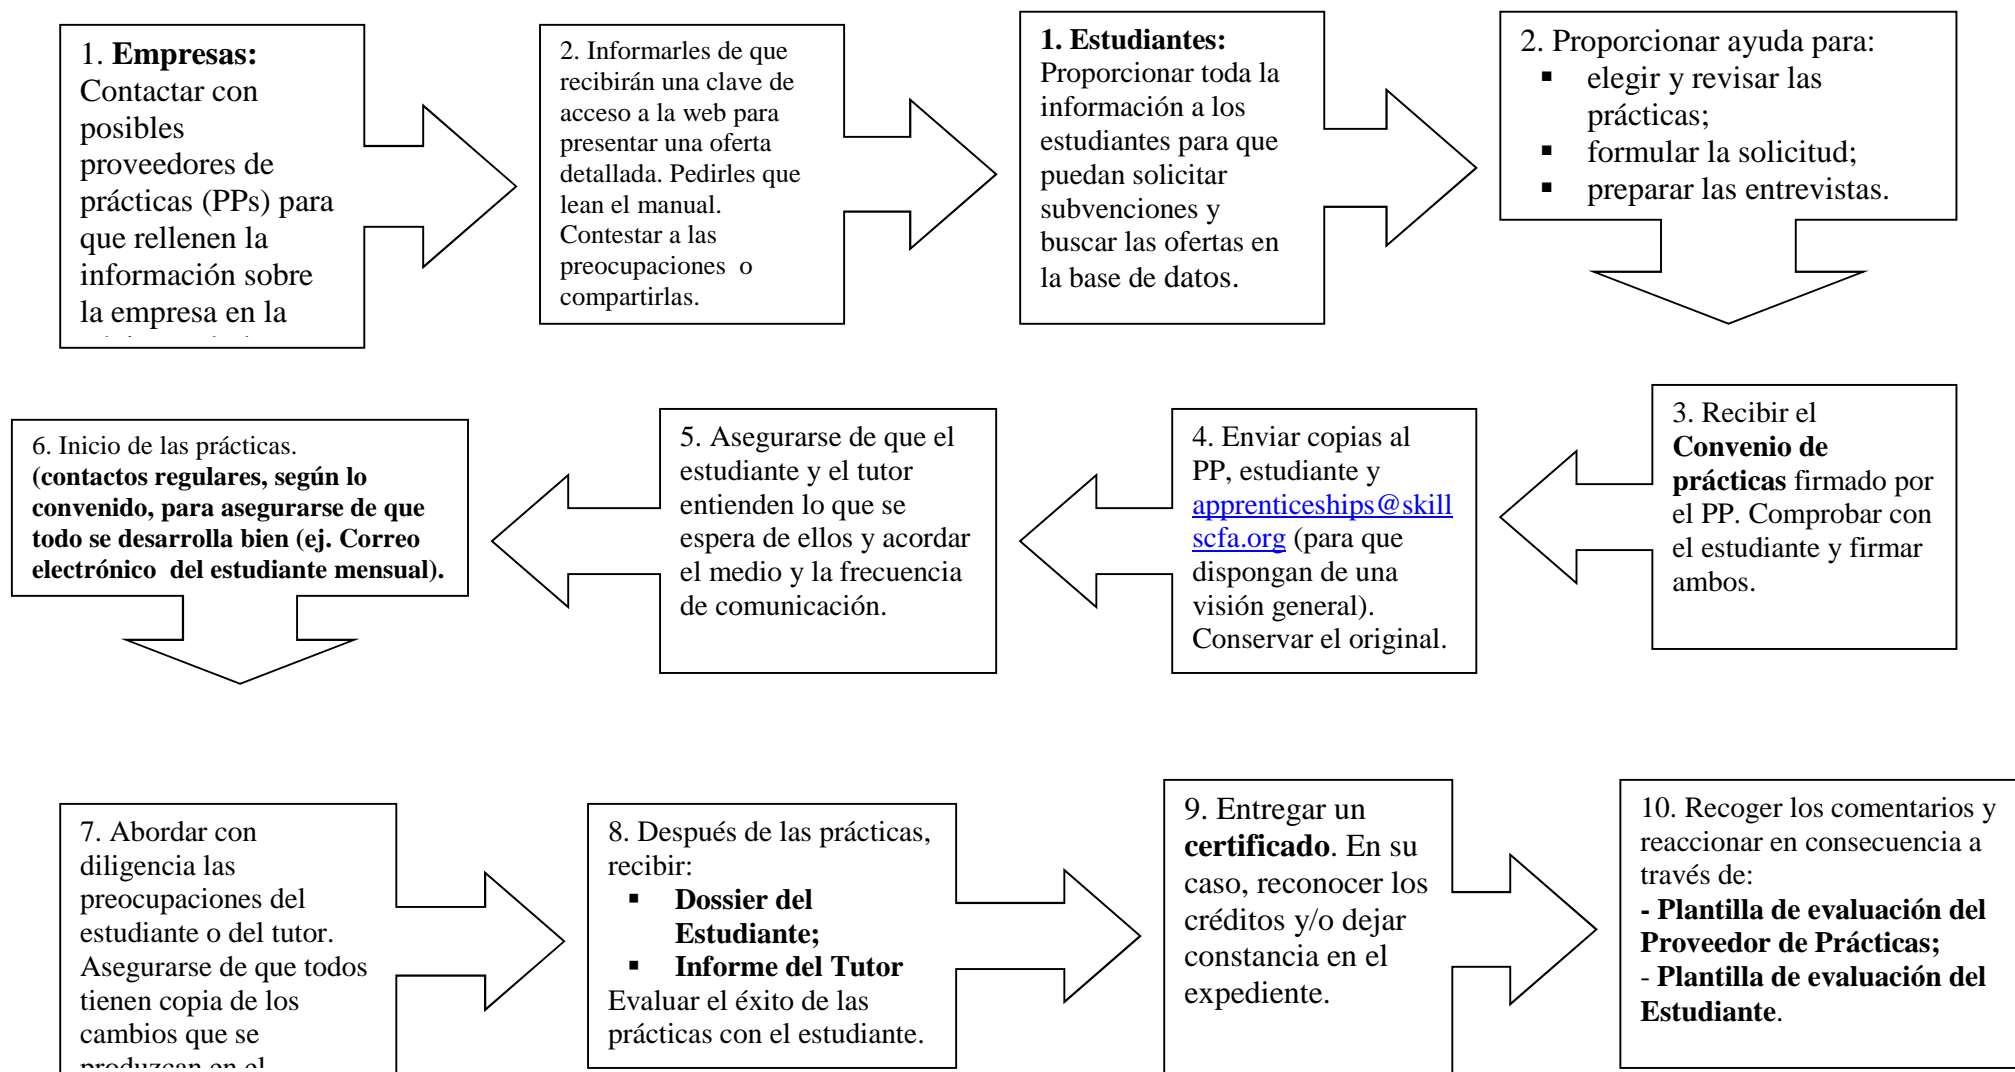 1. Empresas:
Contactar con
posibles
proveedores de
prácticas (PPs) para
que rellenen la
información sobre
la empresa en la
2. Informarles de que
recibirán una clave de
acceso a la web para
presentar una oferta
detallada. Pedirles que
lean el manual.
Contestar a las
preocupaciones o
compartirlas.
1. Estudiantes:
Proporcionar toda la
información a los
estudiantes para que
puedan solicitar
subvenciones y
buscar las ofertas en
la base de datos.
2. Proporcionar ayuda para:
▪ elegir y revisar las
prácticas;
▪ formular la solicitud;
▪ preparar las entrevistas.
3. Recibir el
Convenio de
prácticas firmado por
el PP. Comprobar con
el estudiante y firmar
ambos.
4. Enviar copias al
PP, estudiante y
apprenticeships@skill
scfa.org (para que
dispongan de una
visión general).
Conservar el original.
5. Asegurarse de que el
estudiante y el tutor
entienden lo que se
espera de ellos y acordar
el medio y la frecuencia
de comunicación.
6. Inicio de las prácticas.
(contactos regulares, según lo
convenido, para asegurarse de que
todo se desarrolla bien (ej. Correo
electrónico del estudiante mensual).
7. Abordar con
diligencia las
preocupaciones del
estudiante o del tutor.
Asegurarse de que todos
tienen copia de los
cambios que se
produzcan en el
8. Después de las prácticas,
recibir:
▪ Dossier del
Estudiante;
▪ Informe del Tutor
Evaluar el éxito de las
prácticas con el estudiante.
9. Entregar un
certificado. En su
caso, reconocer los
créditos y/o dejar
constancia en el
expediente.
10. Recoger los comentarios y
reaccionar en consecuencia a
través de:
- Plantilla de evaluación del
Proveedor de Prácticas;
- Plantilla de evaluación del
Estudiante.